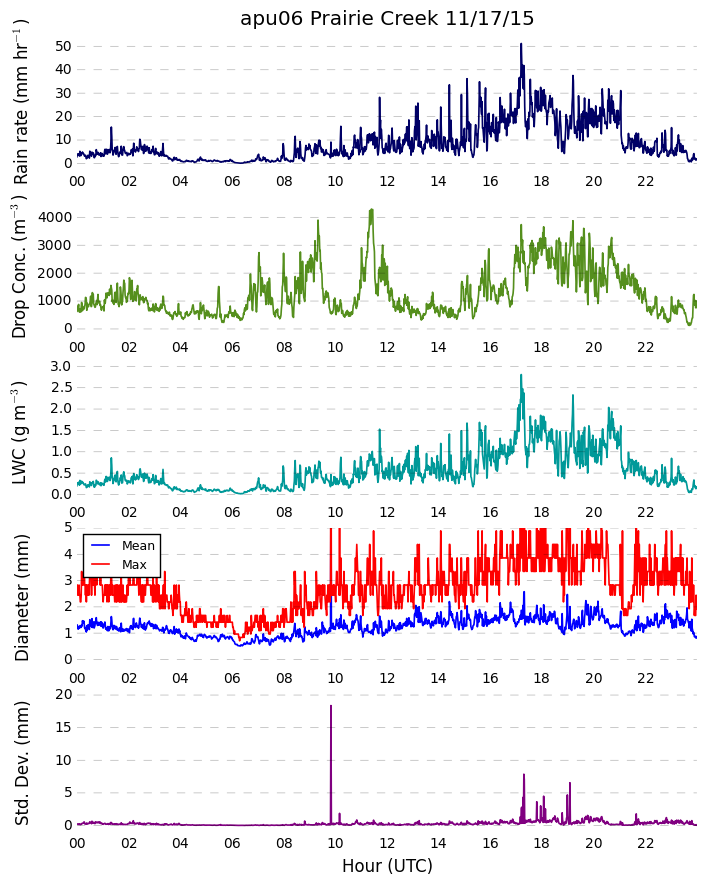 apu06 Prairie Creek 11/17/15
Rain rate (mm hr⁻¹)
50
40
30
20
10
0
00 02 04 06 08 10 12 14 16 18 20 22
Drop Conc. (m⁻³)
4000
3000
2000
1000
0
00 02 04 06 08 10 12 14 16 18 20 22
LWC (g m⁻³)
3.0
2.5
2.0
1.5
1.0
0.5
0.0
00 02 04 06 08 10 12 14 16 18 20 22
Diameter (mm)
5
4
3
2
1
0
Mean
Max
00 02 04 06 08 10 12 14 16 18 20 22
Std. Dev. (mm)
20
15
10
5
0
00 02 04 06 08 10 12 14 16 18 20 22
Hour (UTC)